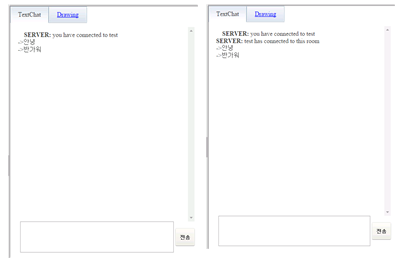 TextChat Drawing
SERVER: you have connected to test
->안녕
->반가워
전송
TextChat Drawing
SERVER: you have connected to test
SERVER: test has connected to this room
->안녕
->반가워
전송